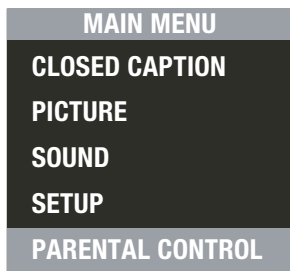 MAIN MENU
CLOSED CAPTION
PICTURE
SOUND
SETUP
PARENTAL CONTROL